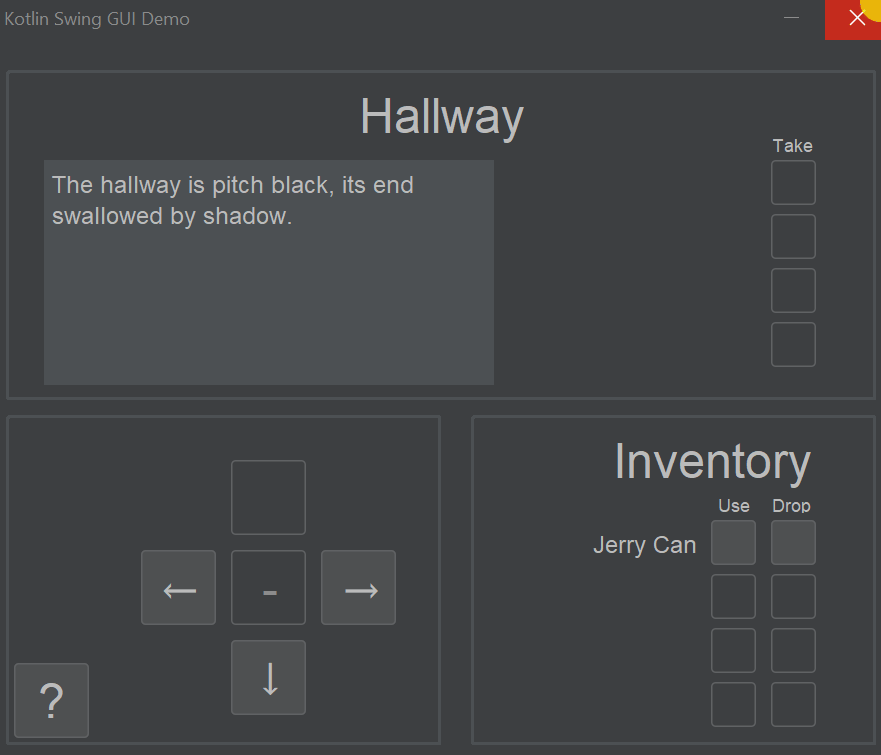 Kotlin Swing GUI Demo
Hallway
Take
The hallway is pitch black, its end
swallowed by shadow.
Inventory
Use Drop
Jerry Can
← - →
↓
?